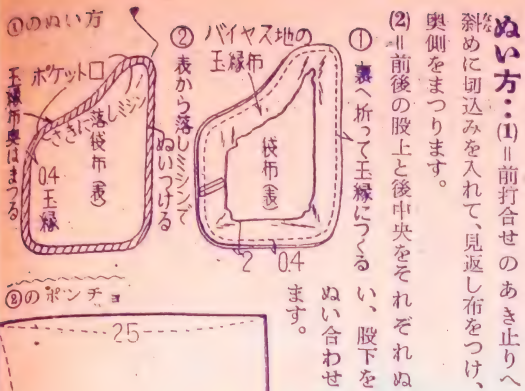 ぬい方‥(1)＝前打合せのあき止りへ
斜めに切込みを入れて、見返し布をつけ、
奥側をまつります。
(2)＝前後の股上と後中央をそれぞれぬ
い、股下を
ぬい合わせ
ます。
①裏へ折って玉縁につくる
バイヤス地の
玉縁布
袋布(表)
2
0.4
②表から落しミシンで
ぬいつける
①のぬい方
ポケット口
さきに落しミシン
袋布(表)
0.4
玉縁
玉縁布奥はまつる
③のポンチョ
25